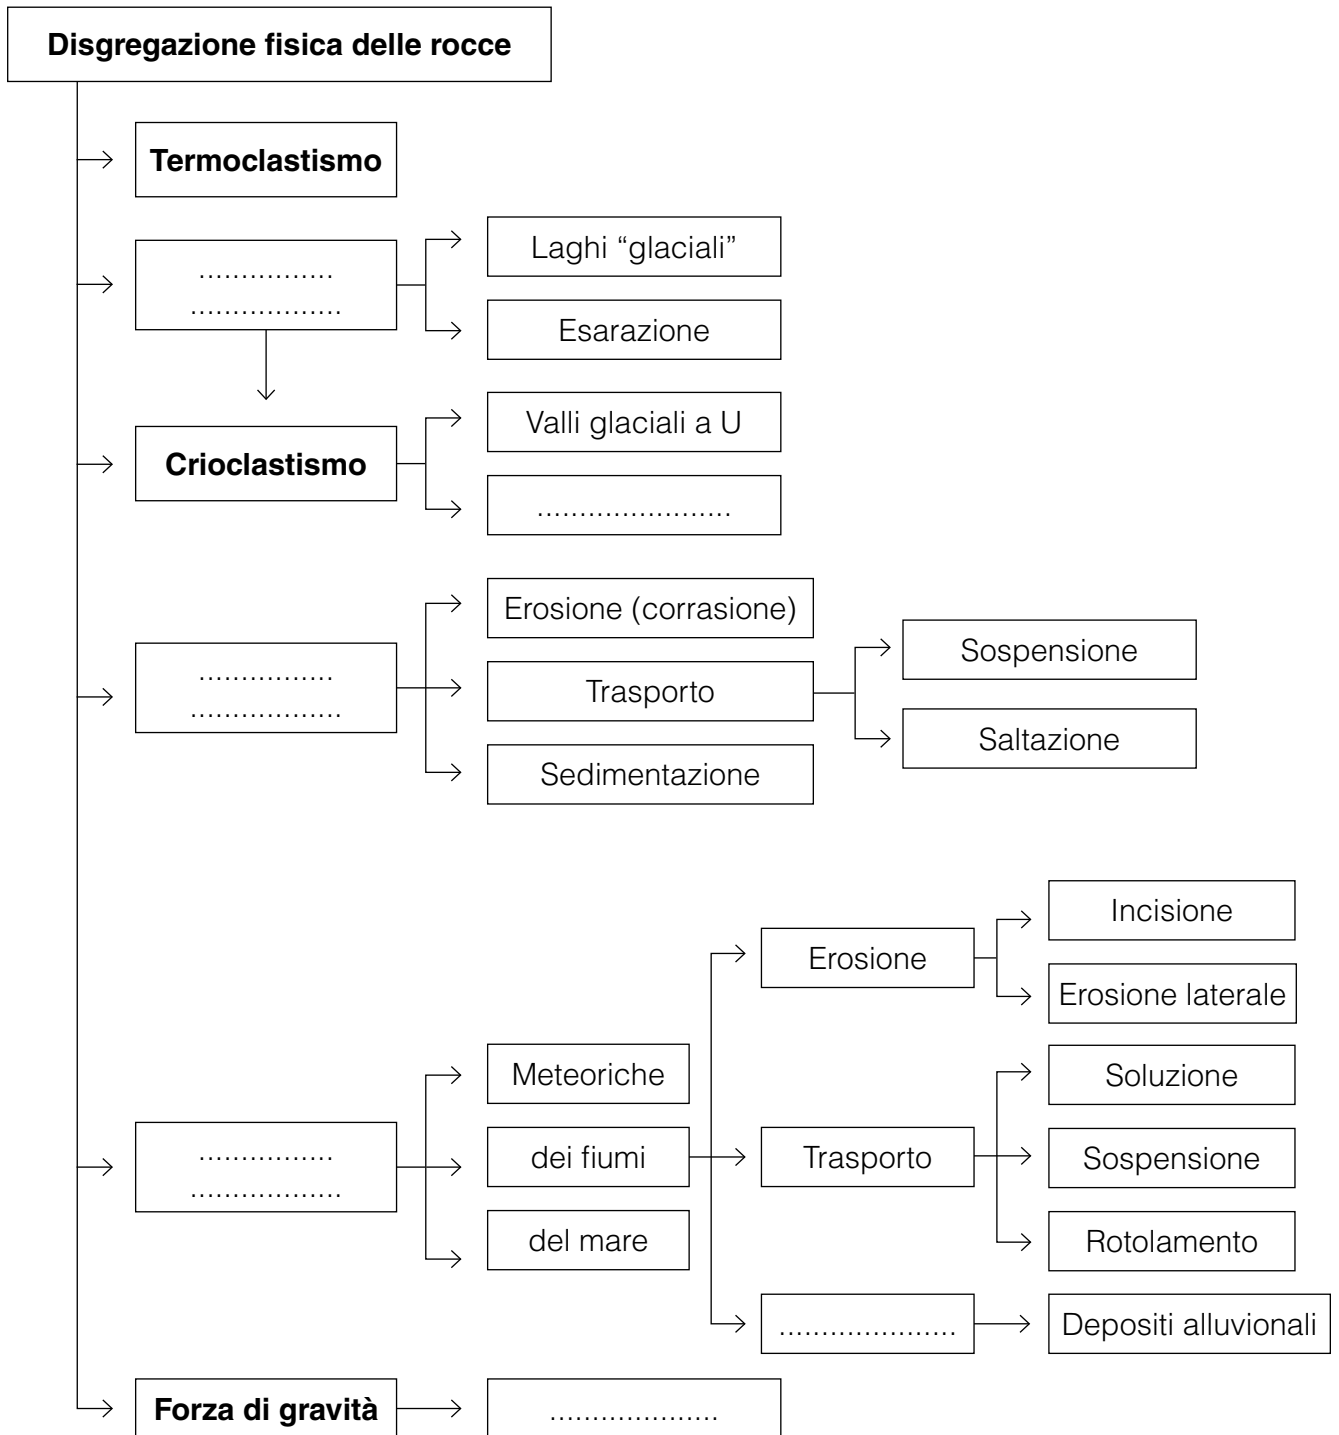 Disgregazione fisica delle rocce
Termoclastismo
................
..................
Laghi “glaciali”
Esarazione
Crioclastismo
Valli glaciali a U
.......................
................
..................
Erosione (corrasione)
Trasporto
Sedimentazione
Sospensione
Saltazione
................
..................
Meteoriche
dei fiumi
del mare
Erosione
Incisione
Erosione laterale
Trasporto
Soluzione
Sospensione
Rotolamento
.....................
Depositi alluvionali
Forza di gravità
....................